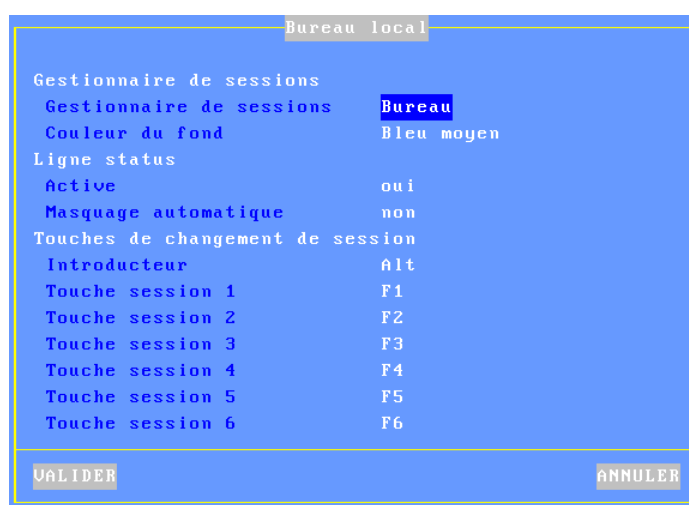 Bureau local
Gestionnaire de sessions
Gestionnaire de sessions Bureau
Couleur du fond Bleu moyen
Ligne status
Active oui
Masquage automatique non
Touches de changement de session
Introducteur Alt
Touche session 1 F1
Touche session 2 F2
Touche session 3 F3
Touche session 4 F4
Touche session 5 F5
Touche session 6 F6
VALIDER ANNULER